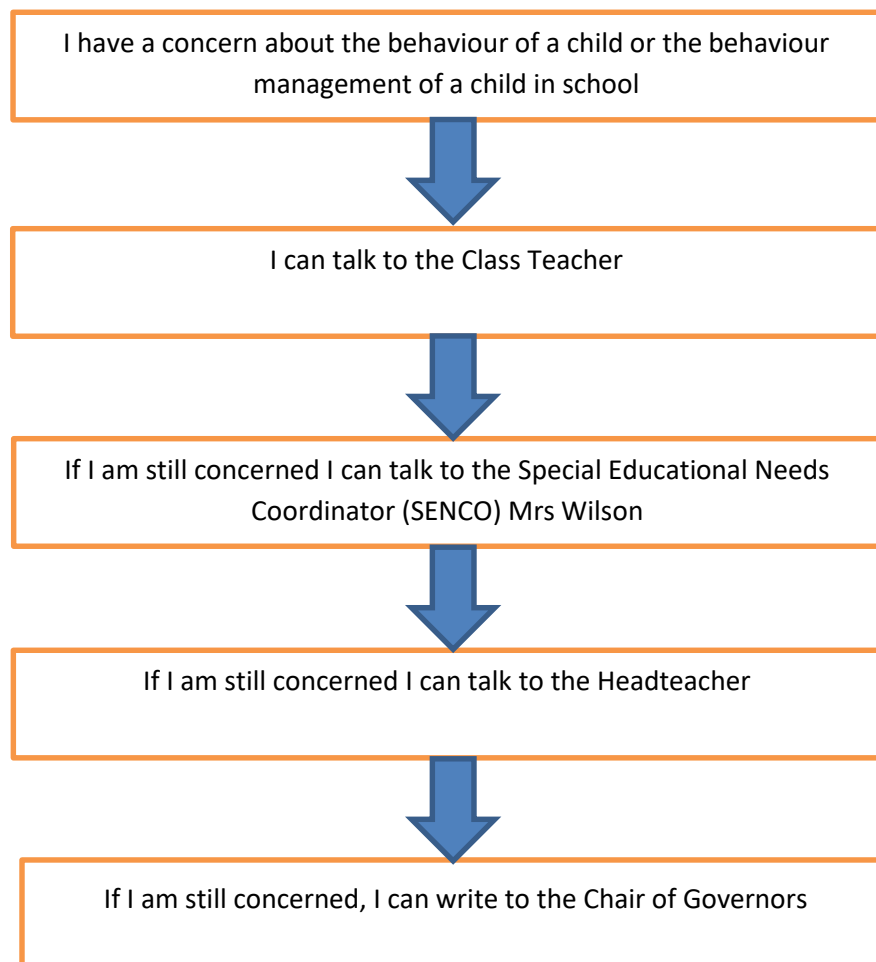 I have a concern about the behaviour of a child or the behaviour
management of a child in school
I can talk to the Class Teacher
If I am still concerned I can talk to the Special Educational Needs
Coordinator (SENCO) Mrs Wilson
If I am still concerned I can talk to the Headteacher
If I am still concerned, I can write to the Chair of Governors